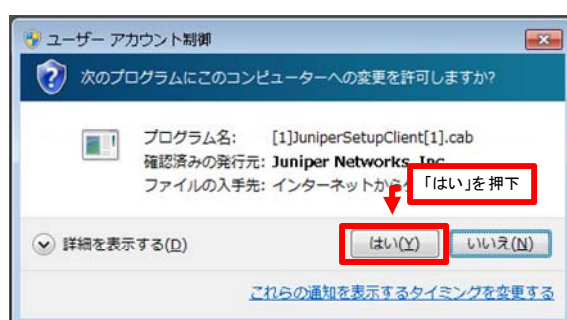 ユーザー アカウント制御
次のプログラムにこのコンピューターへの変更を許可しますか?
プログラム名: [1]JuniperSetupClient[1].cab
確認済みの発行元: Juniper Networks, Inc.
ファイルの入手先: インターネットから
「はい」を押下
詳細を表示する(D)
はい(Y)
いいえ(N)
これらの通知を表示するタイミングを変更する